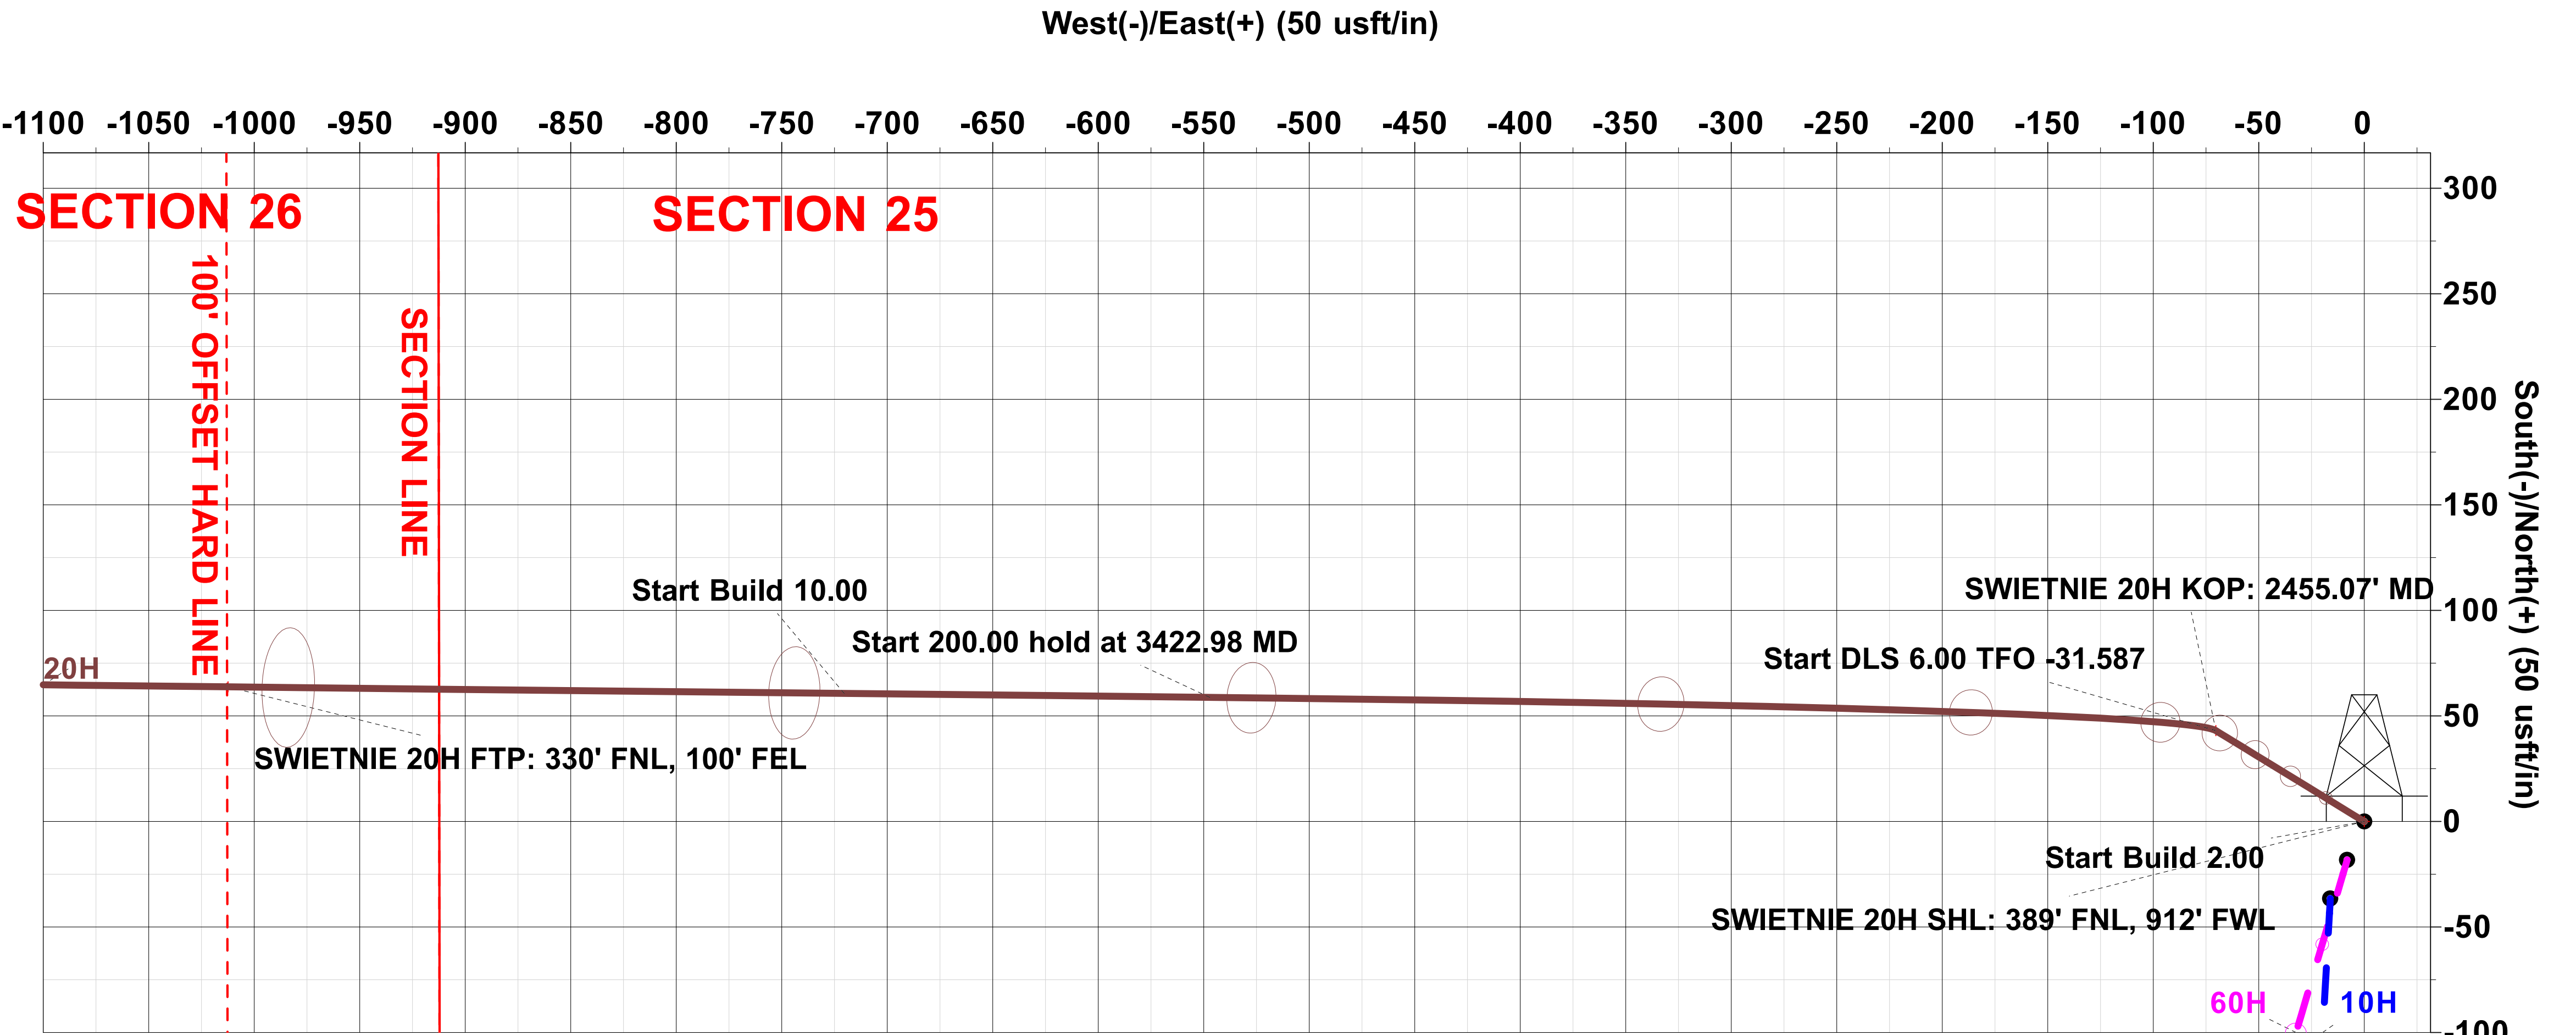 West(-)/East(+) (50 usft/in)
-1100 -1050 -1000 -950 -900 -850 -800 -750 -700 -650 -600 -550 -500 -450 -400 -350 -300 -250 -200 -150 -100 -50 0
300
250
200
150
100
50
0
-50
-100
South(-)/North(+) (50 usft/in)
SECTION 26
SECTION 25
100' OFFSET HARD LINE
SECTION LINE
Start Build 10.00
SWIETNIE 20H KOP: 2455.07' MD
Start 200.00 hold at 3422.98 MD
Start DLS 6.00 TFO -31.587
20H
SWIETNIE 20H FTP: 330' FNL, 100' FEL
Start Build 2.00
SWIETNIE 20H SHL: 389' FNL, 912' FWL
60H
10H